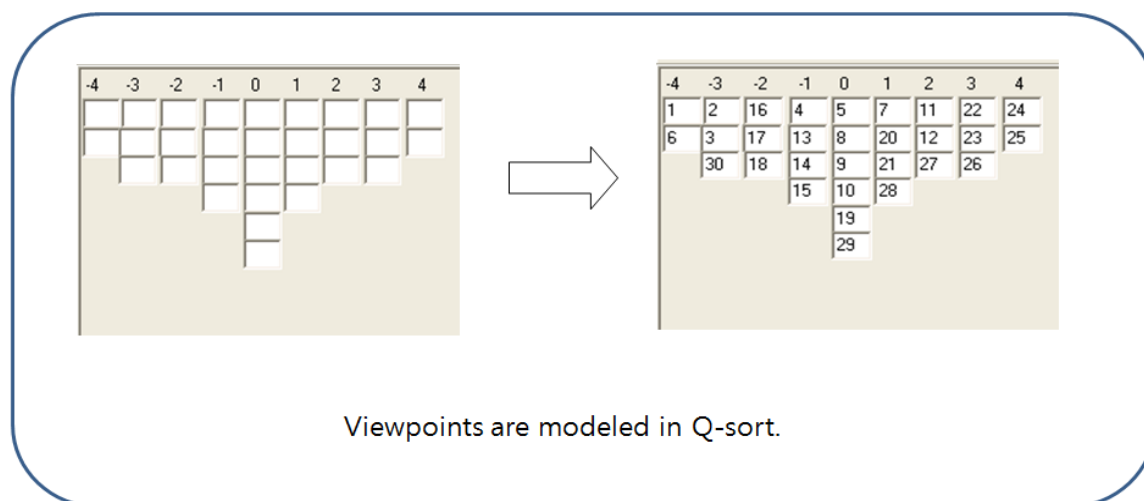 -4 -3 -2 -1 0 1 2 3 4
-4 -3 -2 -1 0 1 2 3 4
1 2 16 4 5 7 11 22 24
6 3 17 13 8 20 12 23 25
30 18 14 9 21 27 26
15 10 28
19
29
Viewpoints are modeled in Q-sort.